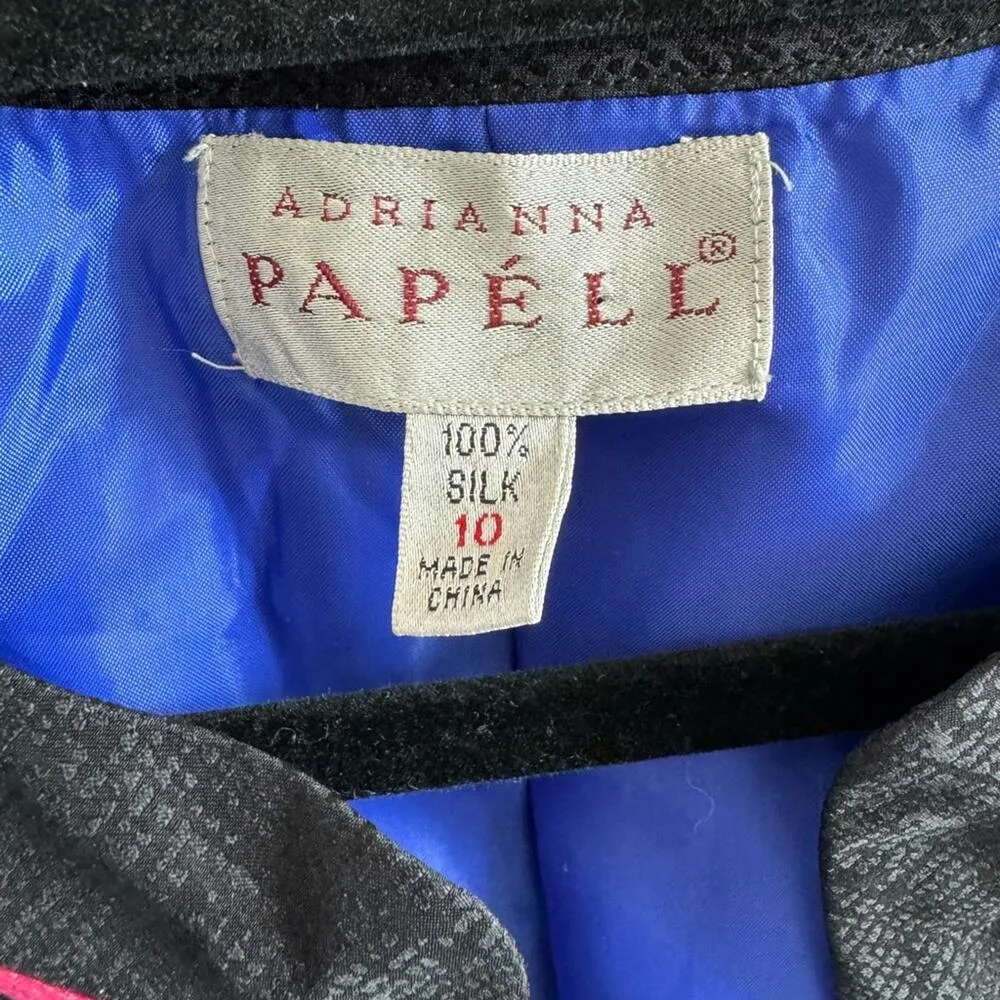 ADRIANNA
PAPÉLL®
100%
SILK
10
MADE IN
CHINA